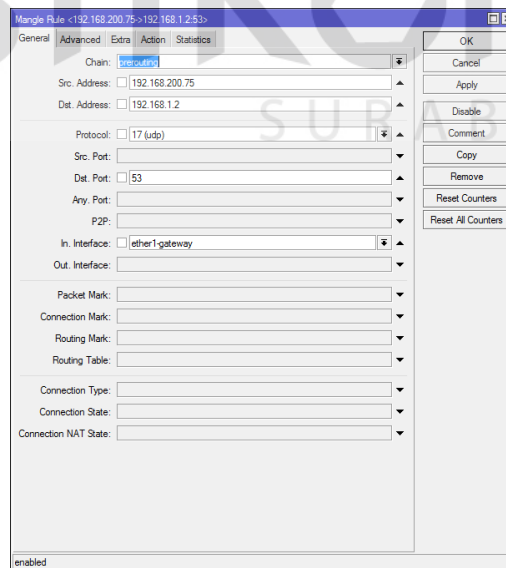 Mangle Rule <192.168.200.75->192.168.1.2:53>
General Advanced Extra Action Statistics
Chain: prerouting
Src. Address: 192.168.200.75
Dst. Address: 192.168.1.2
Protocol: 17 (udp)
Src. Port:
Dst. Port: 53
Any. Port:
P2P:
In. Interface: ether1-gateway
Out. Interface:
Packet Mark:
Connection Mark:
Routing Mark:
Routing Table:
Connection Type:
Connection State:
Connection NAT State:
enabled
OK
Cancel
Apply
Disable
Comment
Copy
Remove
Reset Counters
Reset All Counters
SURAB